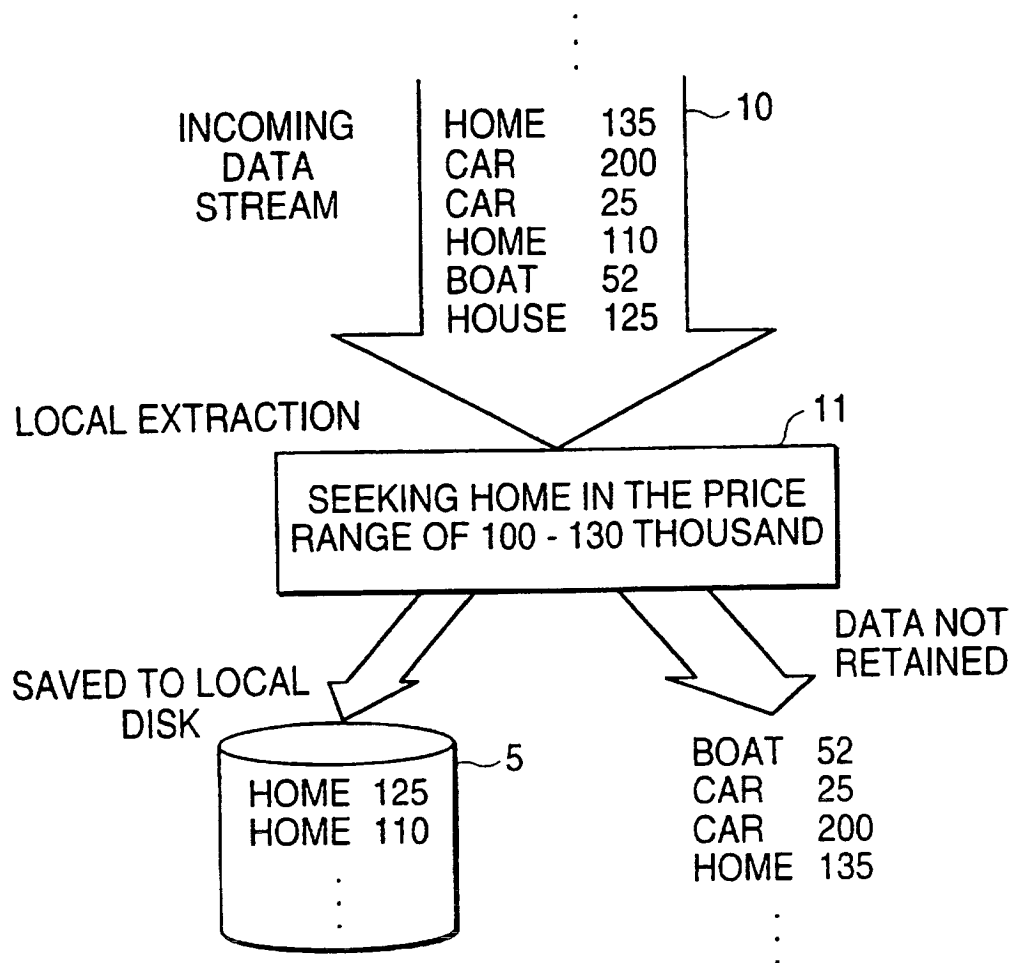 INCOMING
DATA
STREAM
HOME 135
CAR 200
CAR 25
HOME 110
BOAT 52
HOUSE 125
10
LOCAL EXTRACTION
11
SEEKING HOME IN THE PRICE
RANGE OF 100 - 130 THOUSAND
SAVED TO LOCAL
DISK
DATA NOT
RETAINED
5
HOME 125
HOME 110
BOAT 52
CAR 25
CAR 200
HOME 135